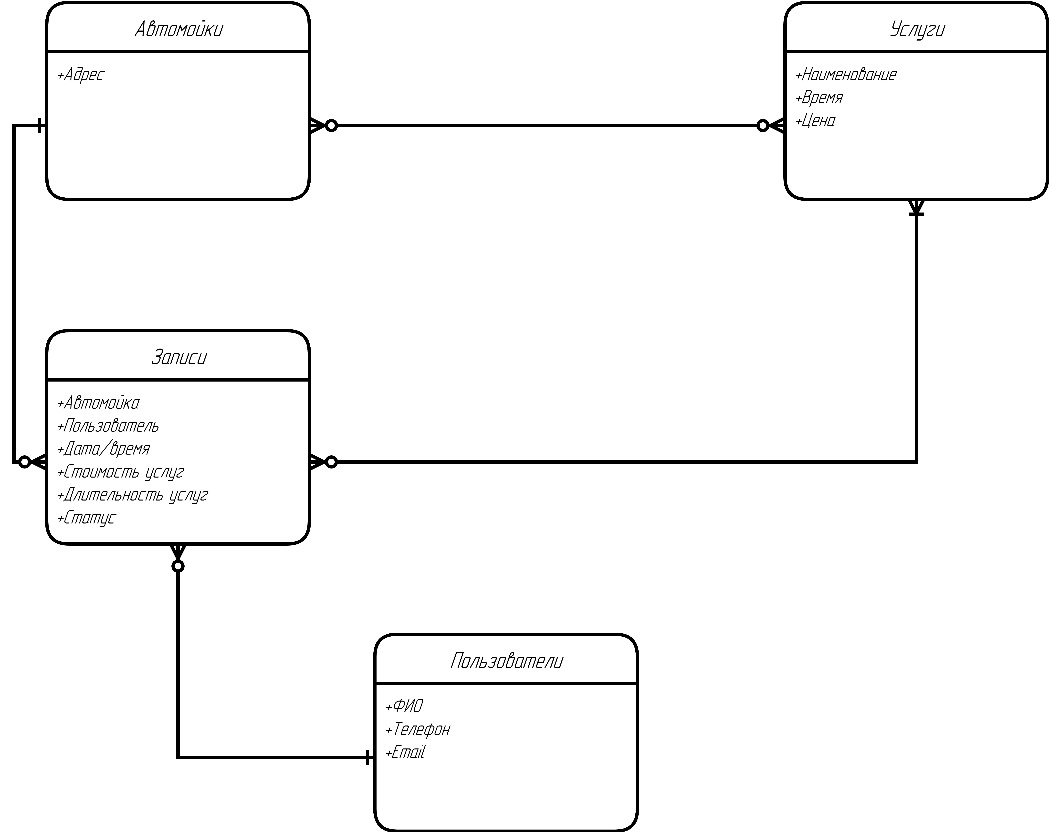 Автомойки
+Адрес
Услуги
+Наименование
+Время
+Цена
Записи
+Автомойка
+Пользователь
+Дата/время
+Стоимость услуг
+Длительность услуг
+Статус
Пользователи
+ФИО
+Телефон
+Email